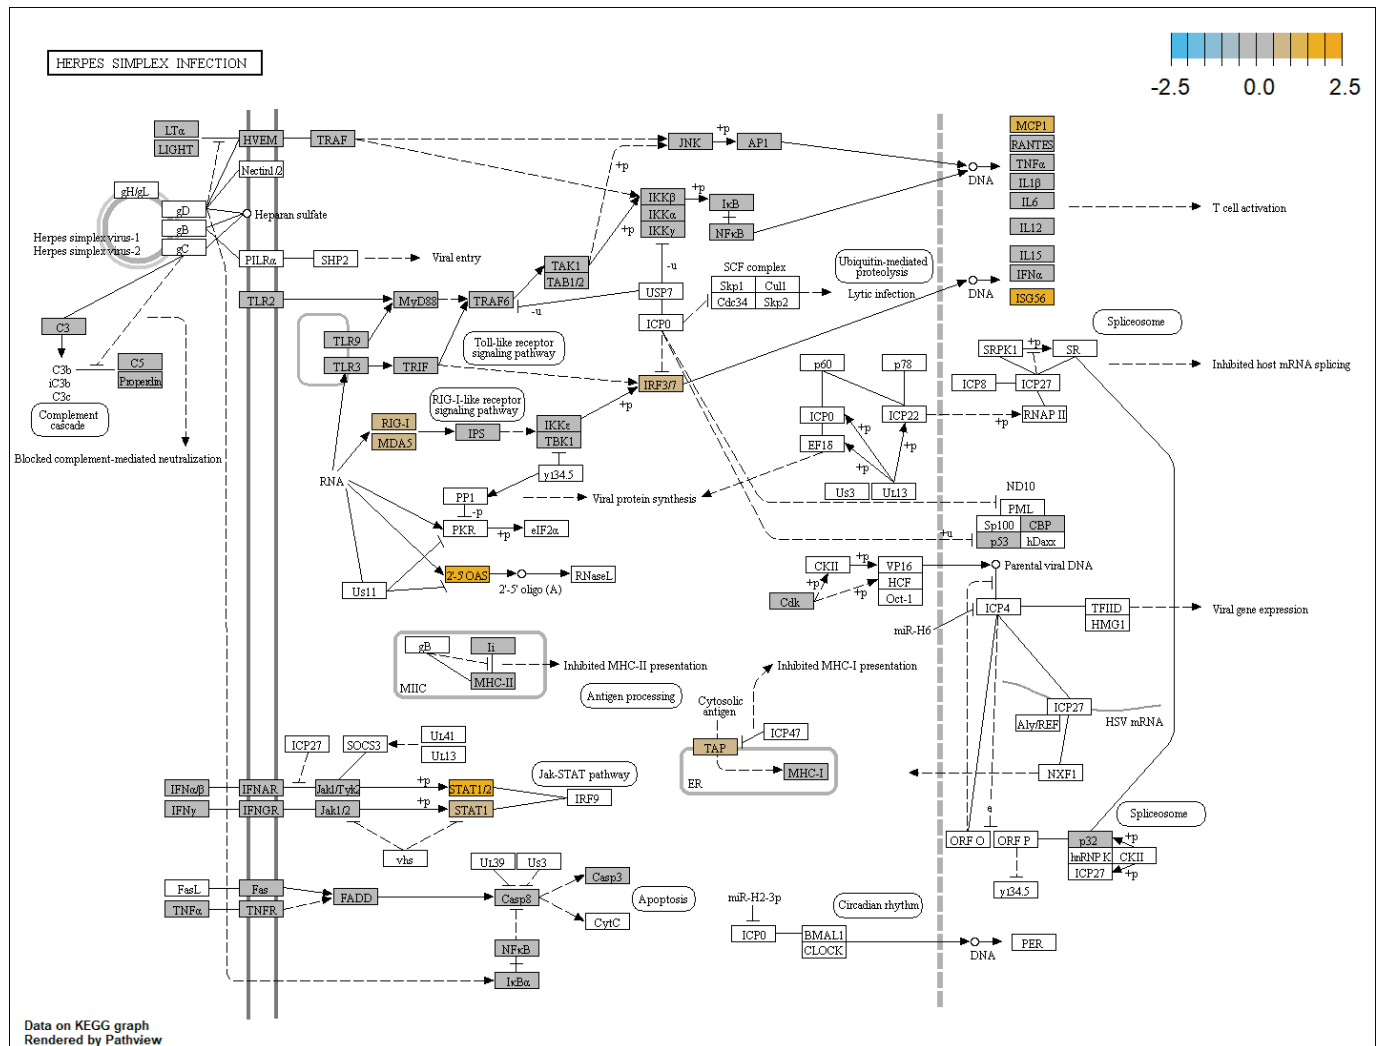 HERPES SIMPLEX INFECTION
-2.5 0.0 2.5
LTα
LIGHT
HVEM
TRAF
Nectin1/2
gH/gL
gD
gB
gC
Heparan sulfate
Herpes simplex virus-1
Herpes simplex virus-2
PILRα
SHP2
Viral entry
TLR2
MyD88
TRAF6
TAK1
TAB1/2
JNK
+p
AP1
+p
IKKβ
IKKα
IKKγ
+p
+p
IκB
NFκB
DNA
MCP1
RANTES
TNFα
IL1β
IL6
IL12
IL15
IFNα
ISG56
T cell activation
DNA
-u
-u
USP7
ICP0
SCF complex
Skp1
Cul1
Cdc34
Skp2
Ubiquitin-mediated
proteolysis
Lytic infection
C3
C3b
iC3b
C3c
C5
Properdin
Complement
cascade
Blocked complement-mediated neutralization
TLR9
TLR3
TRIF
Toll-like receptor
signaling pathway
IRF3/7
RIG-I-like receptor
signaling pathway
RIG-I
MDA5
IPS
IKKε
TBK1
+p
γ134.5
RNA
PP1
-p
PKR
+p
eIF2α
Viral protein synthesis
Us11
2'-5' OAS
2'-5' oligo (A)
RNaseL
p60
p78
ICP0
ICP22
EF1δ
+p
+p
+p
Us3
UL13
Spliceosome
SRPK1
+p
SR
ICP8
ICP27
+p
RNAP II
Inhibited host mRNA splicing
ND10
PML
Sp100
CBP
p53
hDaxx
+u
CKII
+p
VP16
HCF
Oct-1
Cdk
+p
+p
Parental viral DNA
ICP4
miR-H6
TFIID
HMG1
Viral gene expression
gB
Ii
MHC-II
MIIC
Inhibited MHC-II presentation
Antigen processing
Inhibited MHC-I presentation
Cytosolic
antigen
TAP
ICP47
MHC-I
ER
ICP27
Aly/REF
HSV mRNA
NXF1
ICP27
SOCS3
UL41
UL13
IFNα/β
IFNAR
Jak1/Tyk2
+p
STAT1/2
Jak-STAT pathway
IRF9
IFNγ
IFNGR
Jak1/2
+p
STAT1
vhs
ORF O
ORF P
γ134.5
Spliceosome
p32
hnRNP K
ICP27
CKII
+p
+p
FasL
Fas
TNFα
TNFR
FADD
UL39
Us3
Casp8
Casp3
CytC
Apoptosis
NFκB
IκBα
miR-H2-3p
ICP0
BMAL1
CLOCK
Circadian rhythm
DNA
PER
Data on KEGG graph
Rendered by Pathview